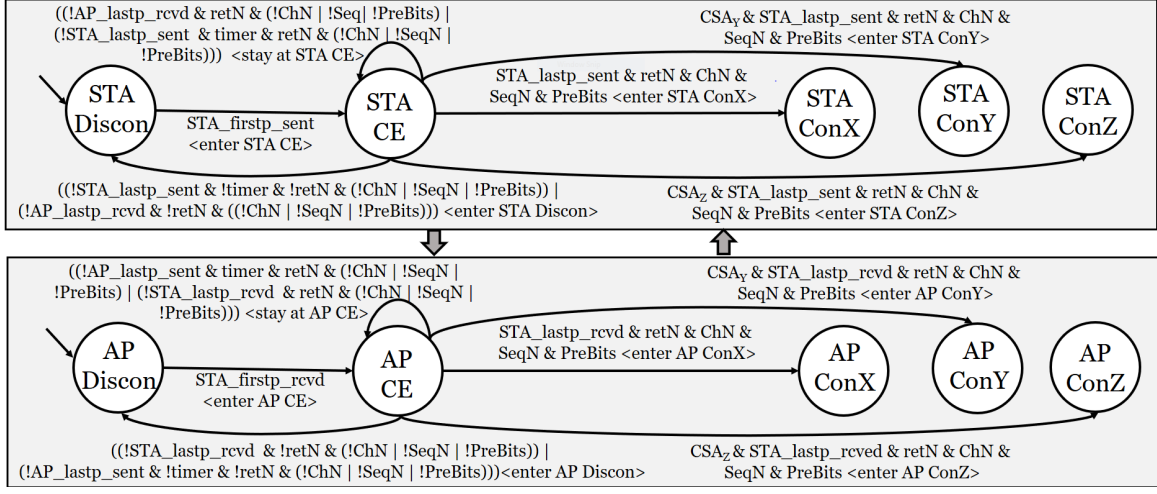 ((!AP_lastp_rcvd & retN & (!ChN | !Seq| !PreBits) |
(!STA_lastp_sent & timer & retN & (!ChN | !SeqN |
!PreBits))) <stay at STA CE>
CSA_Y & STA_lastp_sent & retN & ChN &
SeqN & PreBits <enter STA ConY>
STA_lastp_sent & retN & ChN &
SeqN & PreBits <enter STA ConX>
STA
Discon
STA
CE
STA
ConX
STA
ConY
STA
ConZ
STA_firstp_sent
<enter STA CE>
((!STA_lastp_sent & !timer & !retN & (!ChN | !SeqN | !PreBits)) |
(!AP_lastp_rcvd & !retN & ((!ChN | !SeqN | !PreBits))) <enter STA Discon>
CSA_Z & STA_lastp_sent & retN & ChN &
SeqN & PreBits <enter STA ConZ>
((!AP_lastp_sent & timer & retN & (!ChN | !SeqN |
!PreBits) | (!STA_lastp_rcvd & retN & (!ChN | !SeqN |
!PreBits))) <stay at AP CE>
CSA_Y & STA_lastp_rcvd & retN & ChN &
SeqN & PreBits <enter AP ConY>
STA_lastp_rcvd & retN & ChN &
SeqN & PreBits <enter AP ConX>
AP
Discon
AP
CE
AP
ConX
AP
ConY
AP
ConZ
STA_firstp_rcvd
<enter AP CE>
((!STA_lastp_rcvd & !retN & (!ChN | !SeqN | !PreBits)) |
(!AP_lastp_sent & !timer & !retN & (!ChN | !SeqN | !PreBits)))<enter AP Discon>
CSA_Z & STA_lastp_rcved & retN & ChN &
SeqN & PreBits <enter AP ConZ>